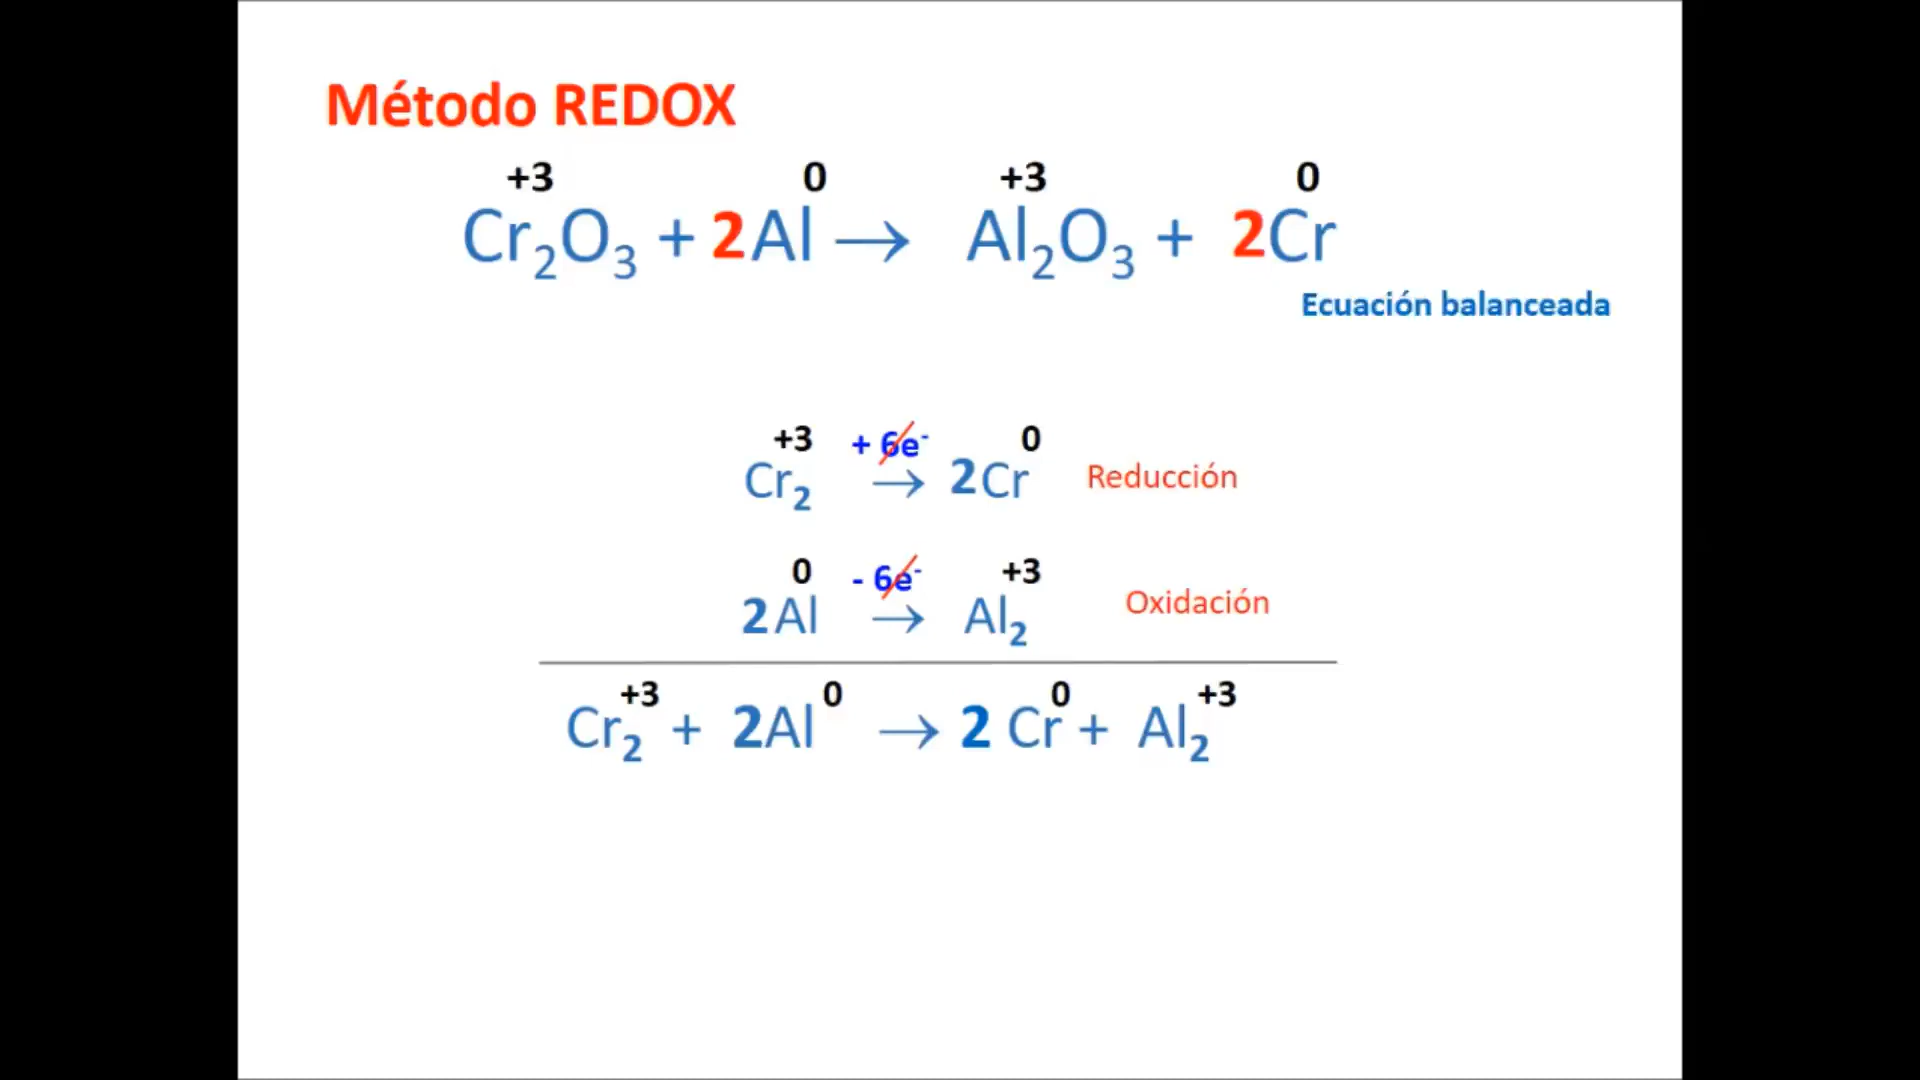 Método REDOX
+3 0 +3 0
Cr₂O₃ + 2Al → Al₂O₃ + 2Cr
Ecuación balanceada
+3 + 6e⁻ 0
Cr₂ → 2Cr Reducción
0 - 6e⁻ +3
2Al → Al₂ Oxidación
+3 0 0 +3
Cr₂ + 2Al → 2 Cr + Al₂